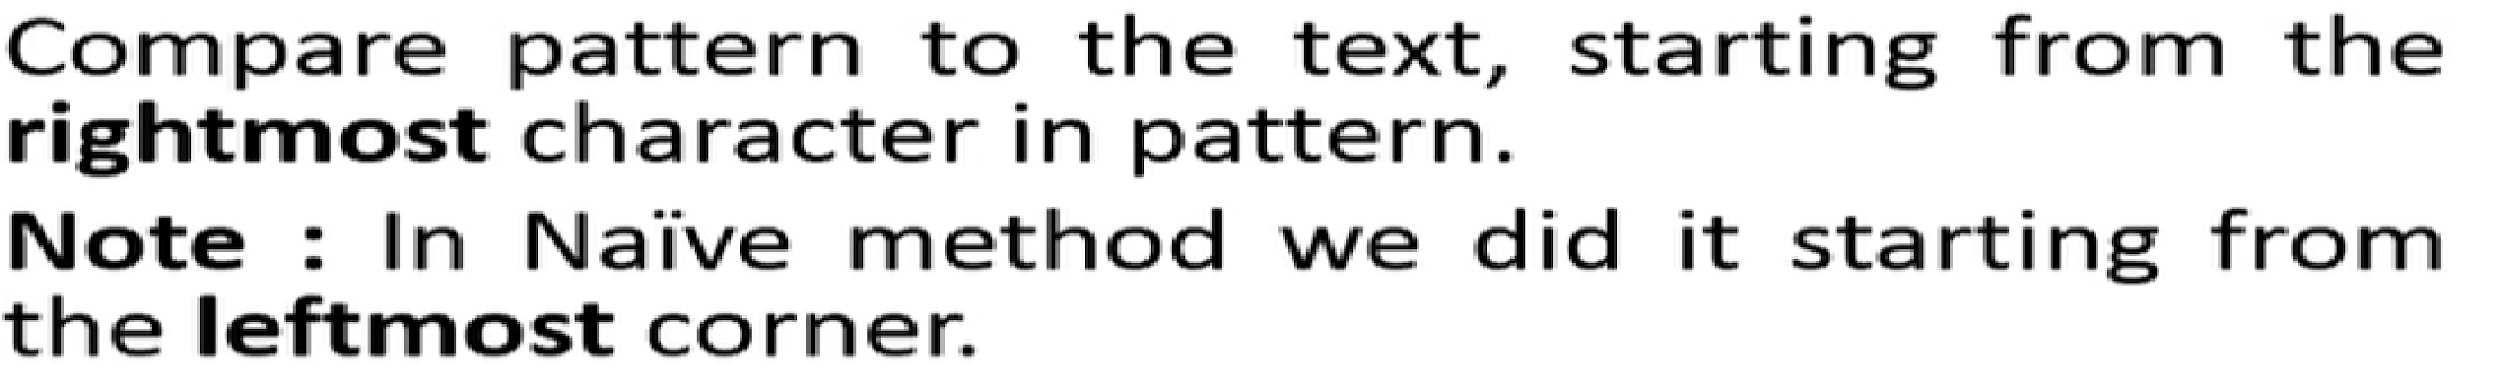 Compare pattern to the text, starting from the
rightmost character in pattern.
Note : In Naïve method we did it starting from
the leftmost corner.